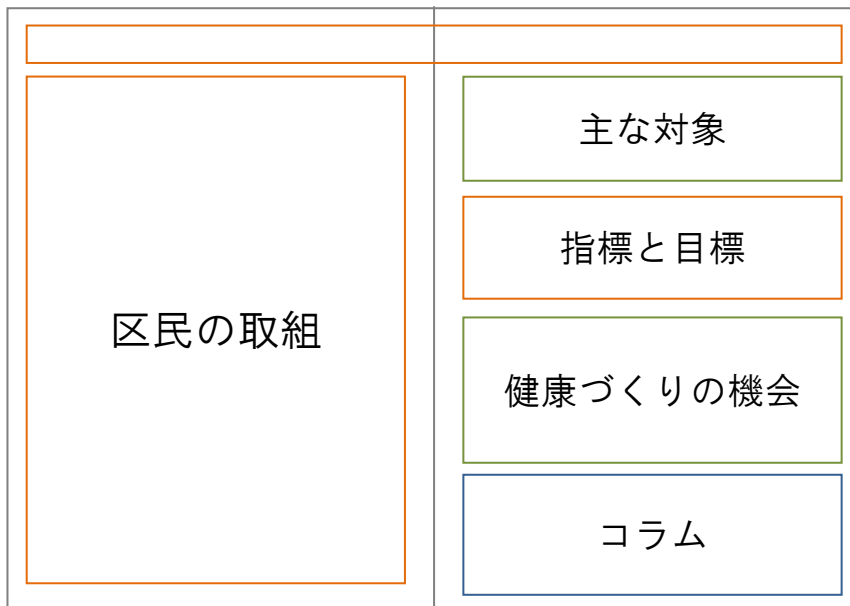 区民の取組
主な対象
指標と目標
健康づくりの機会
コラム